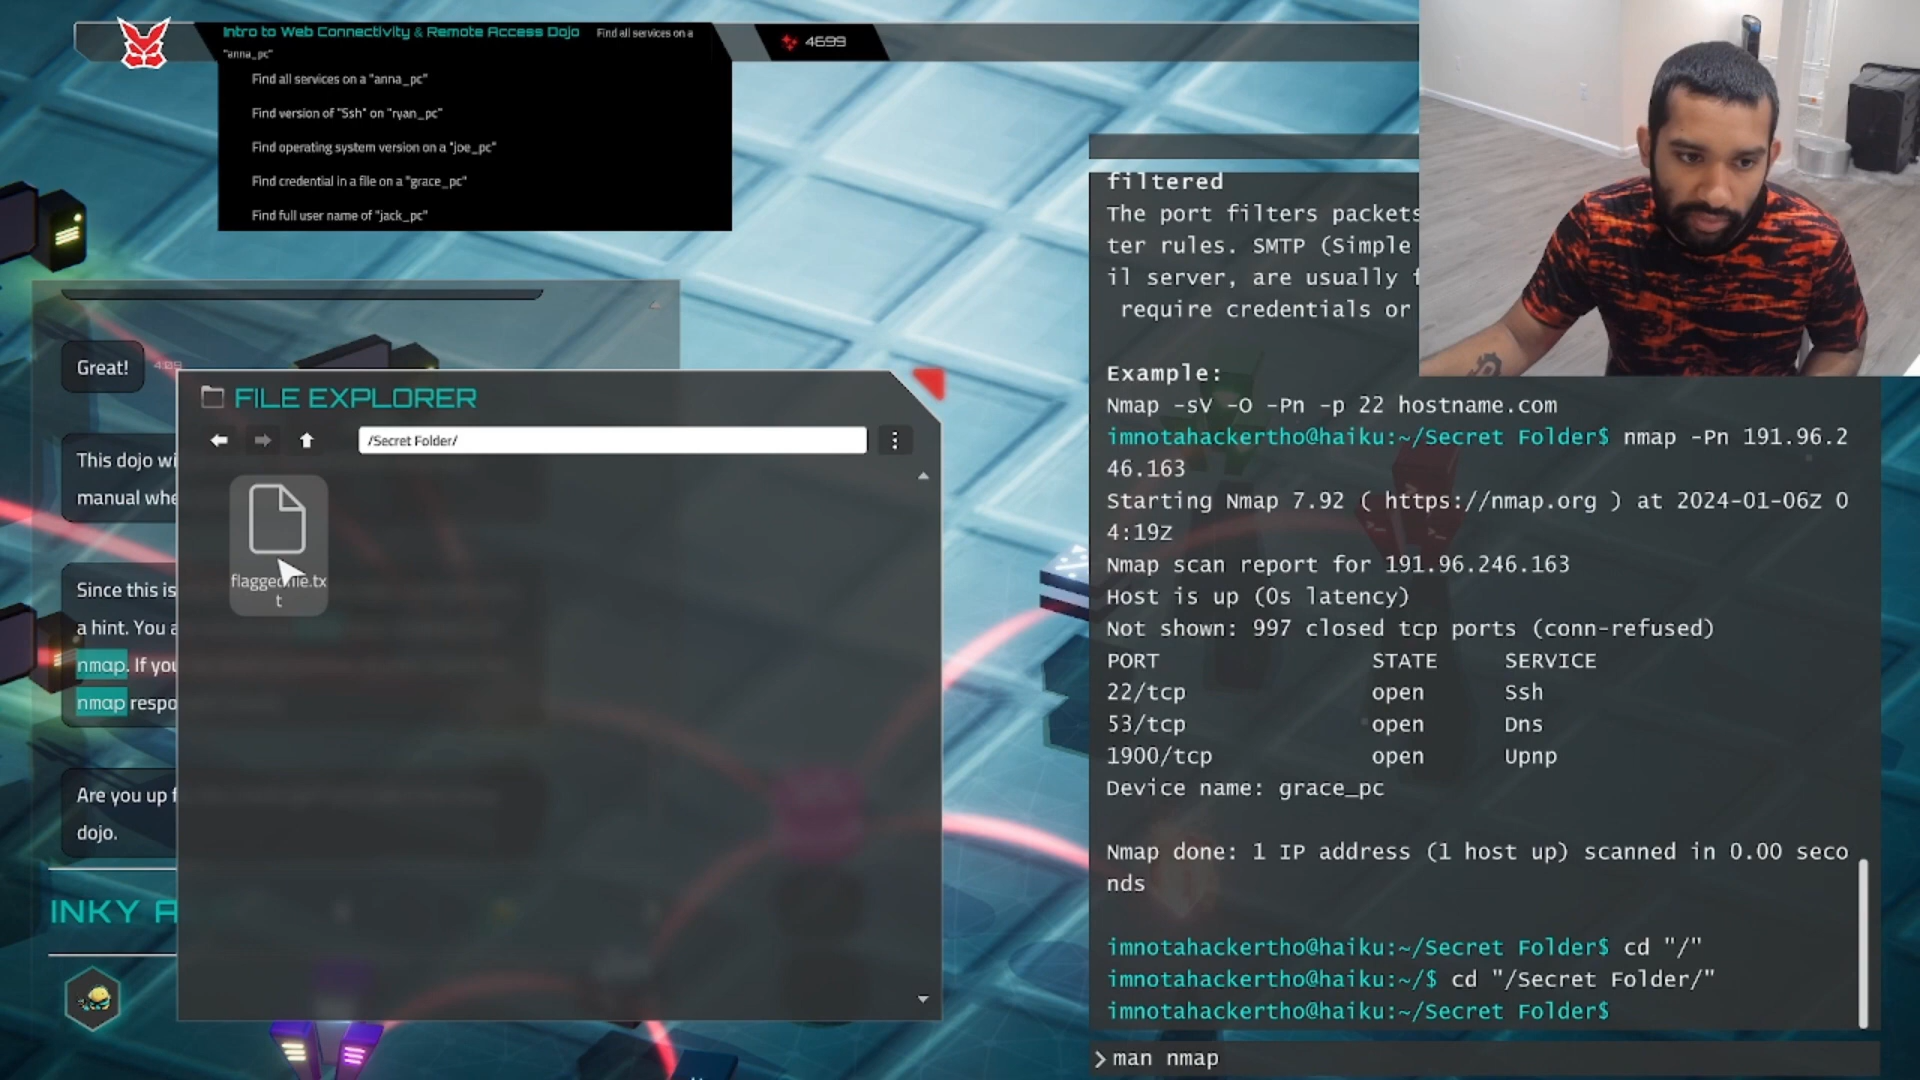 Intro to Web Connectivity & Remote Access Dojo Find all services on a
"anna_pc"
Find all services on a "anna_pc"
Find version of "Ssh" on "ryan_pc"
Find operating system version on a "joe_pc"
Find credential in a file on a "grace_pc"
Find full user name of "jack_pc"
4699
Great!
This dojo wi
manual whe
Since this is
a hint. You a
nmap. If you
nmap respo
Are you up f
dojo.
INKY A
FILE EXPLORER
/Secret Folder/
t
filtered
The port filters packets
ter rules. SMTP (Simple
il server, are usually f
require credentials or
Example:
Nmap -sV -O -Pn -p 22 hostname.com
imnotahackertho@haiku:~/Secret Folder$ nmap -Pn 191.96.2
46.163
Starting Nmap 7.92 ( https://nmap.org ) at 2024-01-06Z 0
4:19Z
Nmap scan report for 191.96.246.163
Host is up (0s latency)
Not shown: 997 closed tcp ports (conn-refused)
PORT STATE SERVICE
22/tcp open Ssh
53/tcp open Dns
1900/tcp open Upnp
Device name: grace_pc
Nmap done: 1 IP address (1 host up) scanned in 0.00 seco
nds
imnotahackertho@haiku:~/Secret Folder$ cd "/"
imnotahackertho@haiku:~/$ cd "/Secret Folder/"
imnotahackertho@haiku:~/Secret Folder$
>man nmap